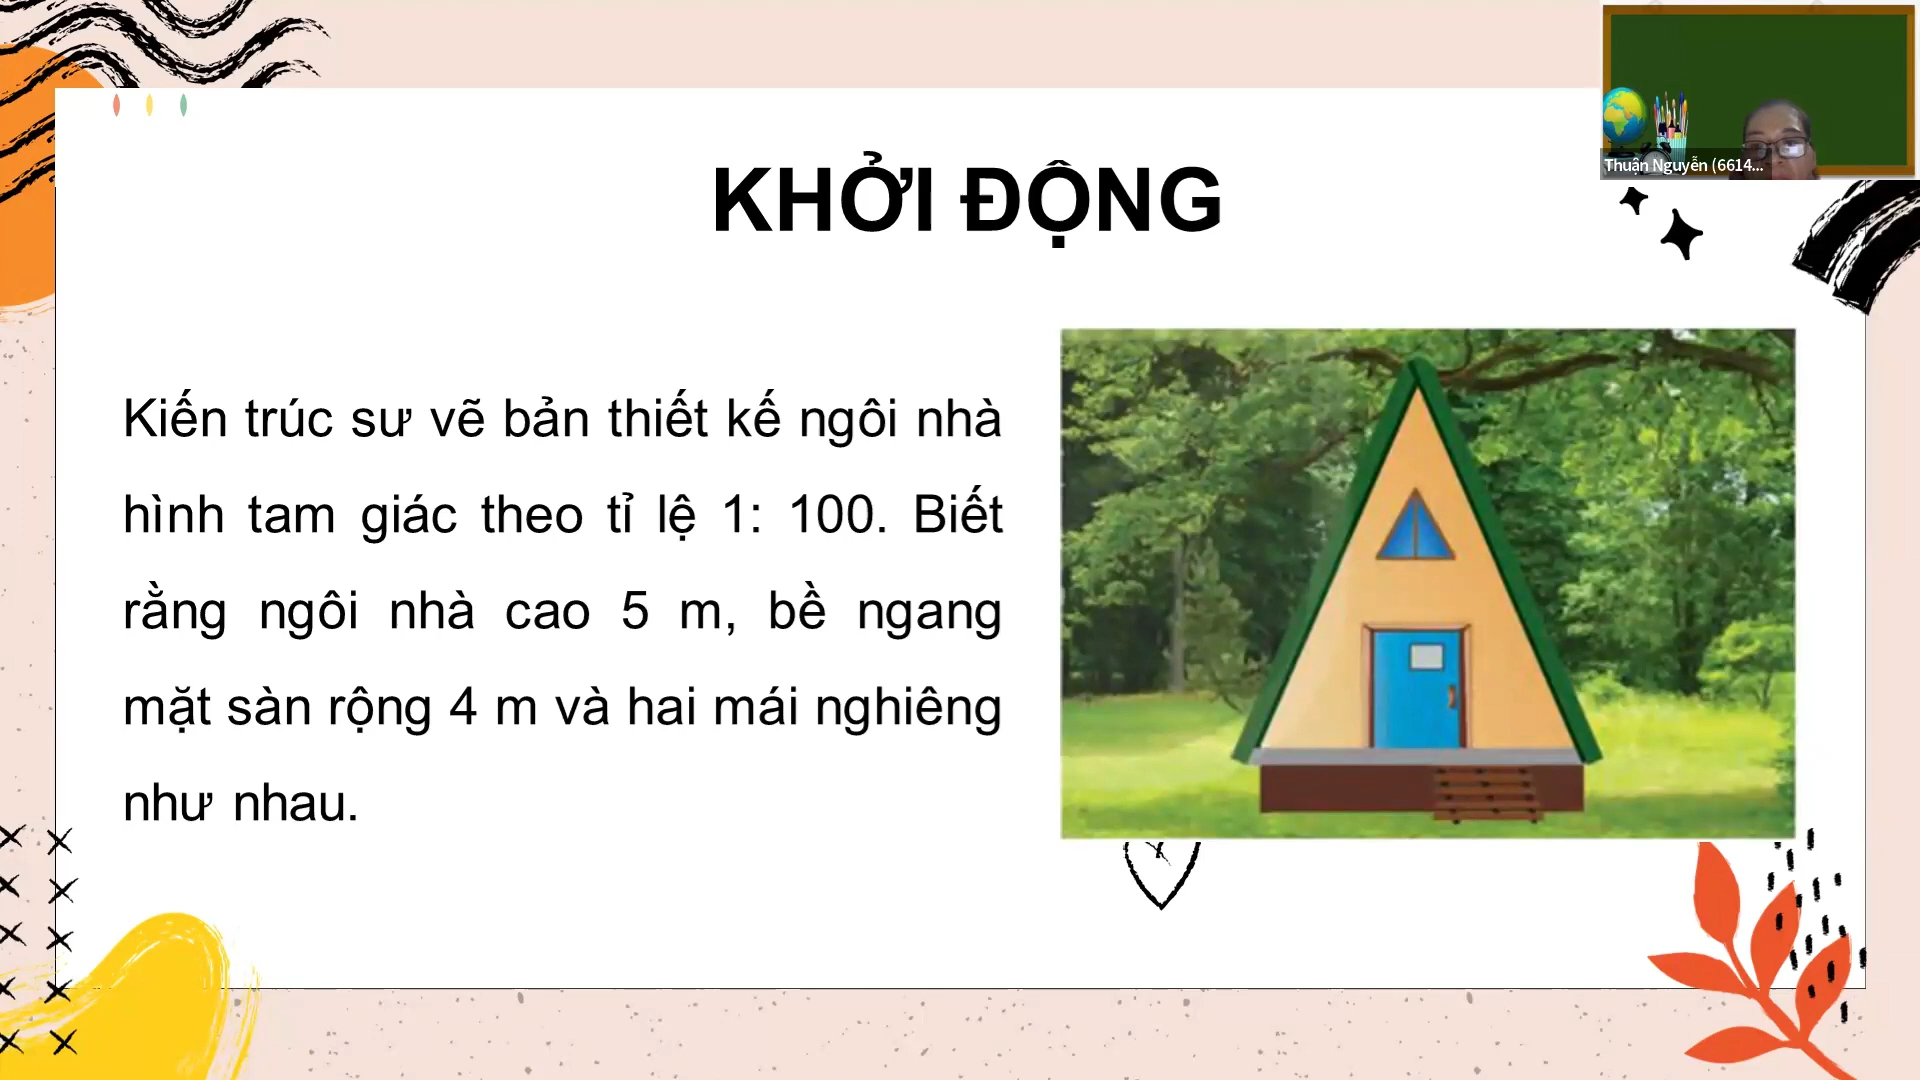 Thuận Nguyễn (6614...
KHỞI ĐỘNG
Kiến trúc sư vẽ bản thiết kế ngôi nhà
hình tam giác theo tỉ lệ 1: 100. Biết
rằng ngôi nhà cao 5 m, bề ngang
mặt sàn rộng 4 m và hai mái nghiêng
như nhau.